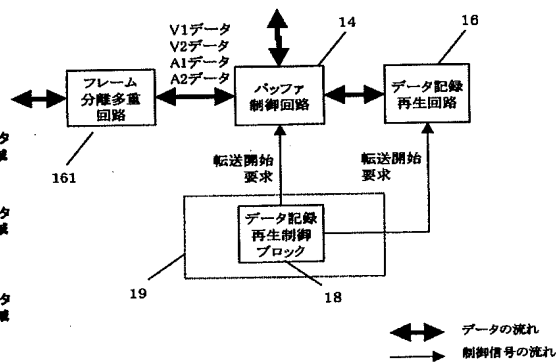 V1データ
V2データ
A1データ
A2データ
14
16
フレーム
分離多重
回路
バッファ
制御回路
データ記録
再生回路
161
転送開始
要求
転送開始
要求
データ記録
再生制御
ブロック
19
18
データの流れ
制御信号の流れ